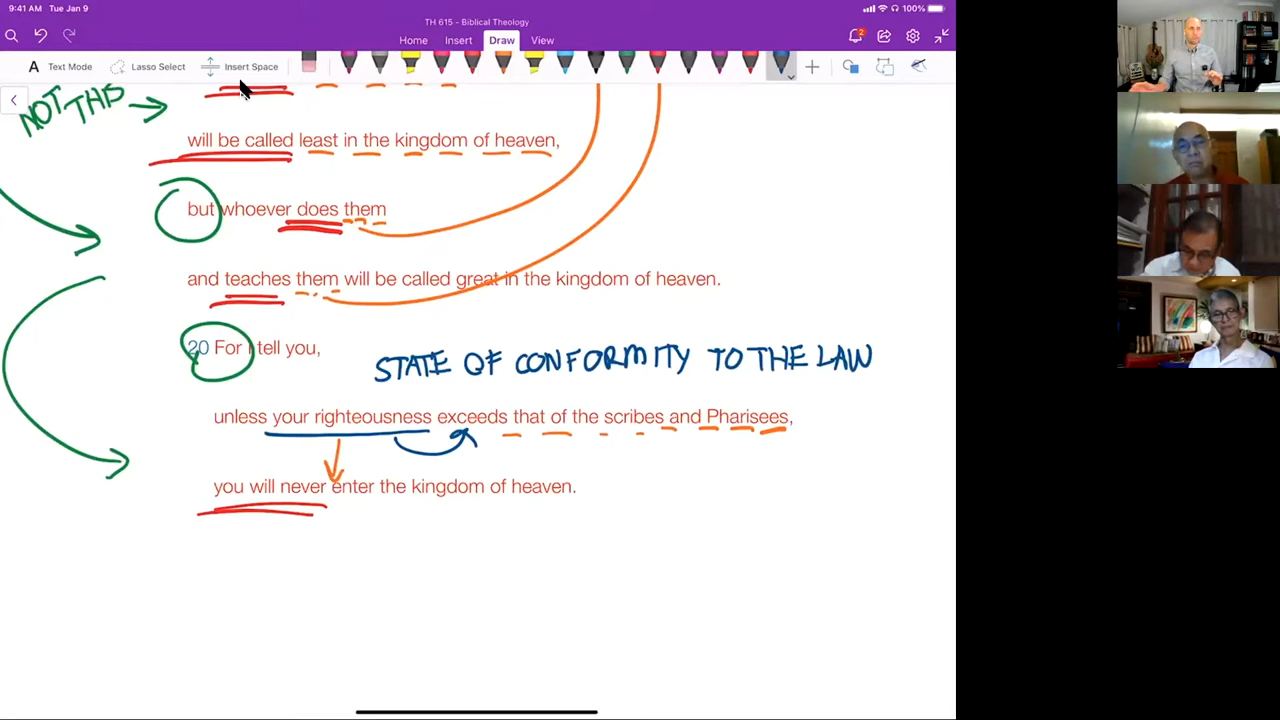 9:41 AM Tue Jan 9
100%
TH 615 - Biblical Theology
Home Insert Draw View
2
A Text Mode Lasso Select Insert Space
NOT THIS
will be called least in the kingdom of heaven,
but whoever does them
and teaches them will be called great in the kingdom of heaven.
20 For I tell you,
STATE OF CONFORMITY TO THE LAW
unless your righteousness exceeds that of the scribes and Pharisees,
you will never enter the kingdom of heaven.